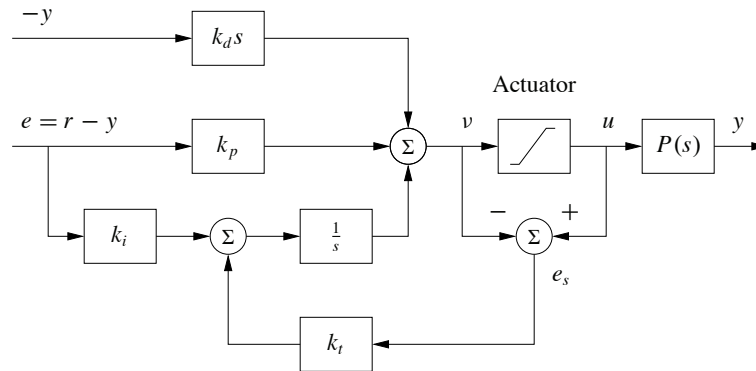 −y
k_d s
Actuator
e = r − y
k_p
Σ
ν
u
P(s)
y
k_i
Σ
1/s
−
+
Σ
e_s
k_t